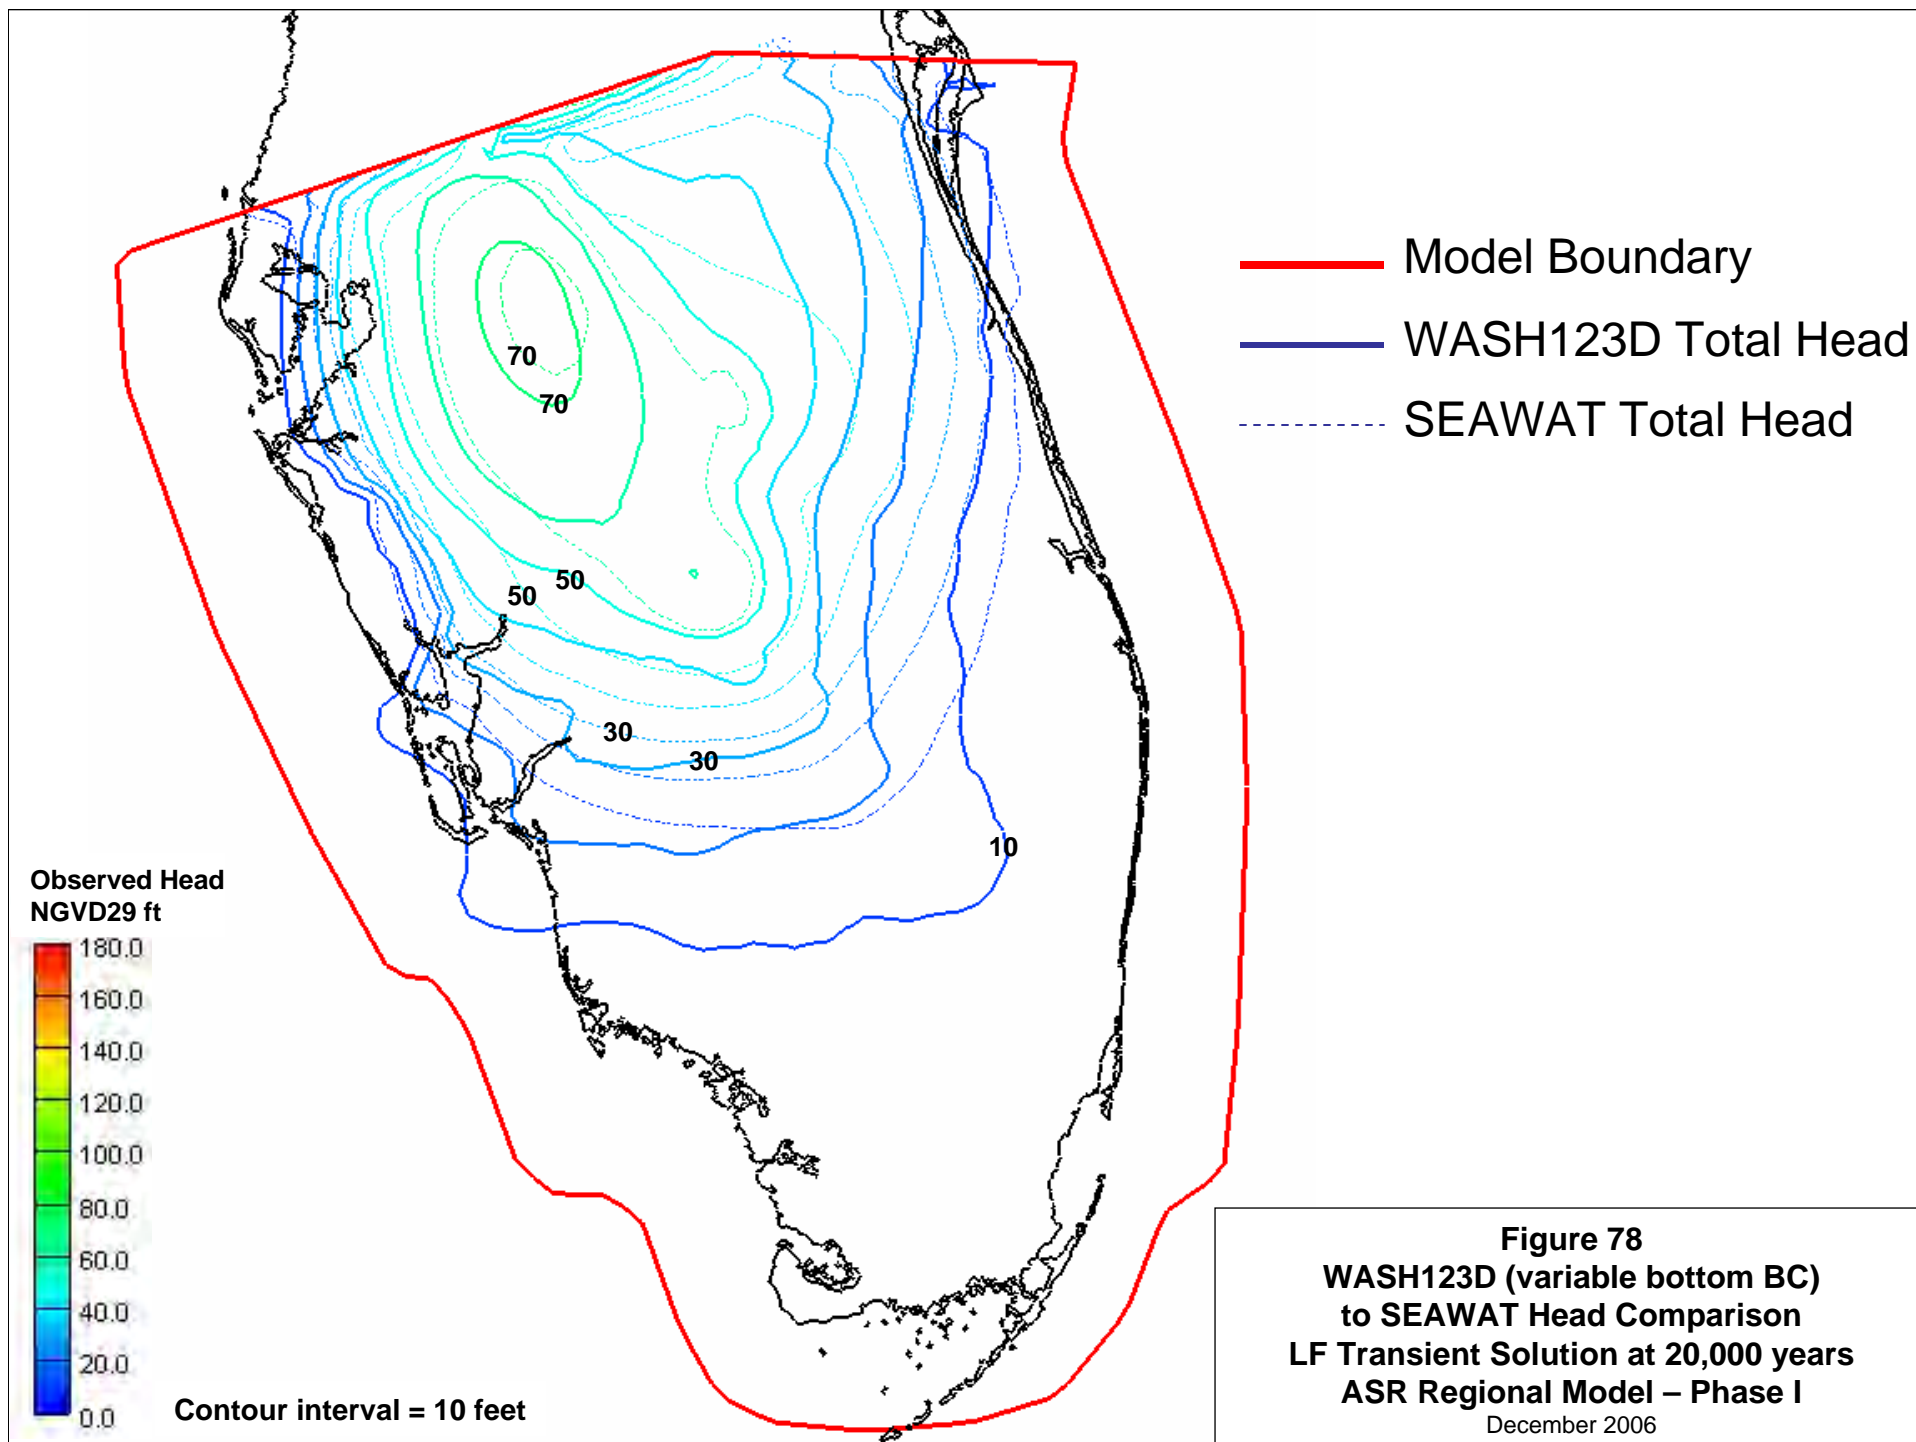 Model Boundary
WASH123D Total Head
SEAWAT Total Head
70
70
50
50
30
30
10
Observed Head
NGVD29 ft
180.0
160.0
140.0
120.0
100.0
80.0
60.0
40.0
20.0
0.0
Contour interval = 10 feet
Figure 78
WASH123D (variable bottom BC)
to SEAWAT Head Comparison
LF Transient Solution at 20,000 years
ASR Regional Model – Phase I
December 2006